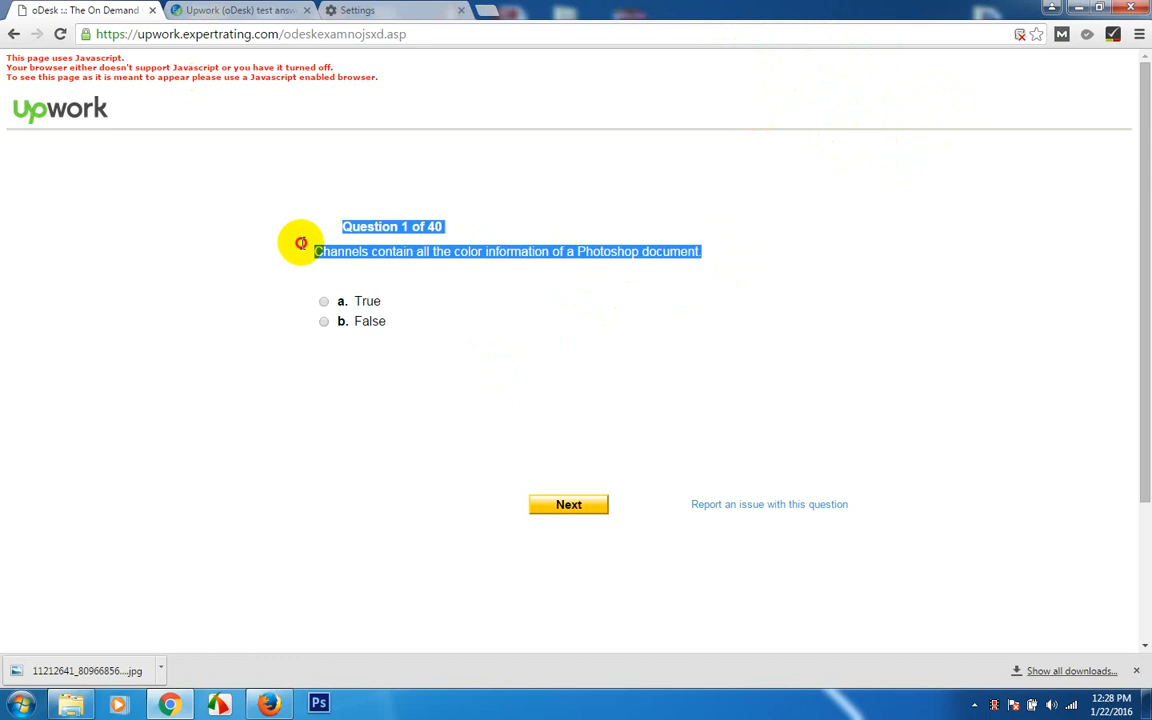 oDesk ::: The On Demand
Upwork (oDesk) test answ
Settings
https://upwork.expertrating.com/odeskexamnojsxd.asp
This page uses Javascript.
Your browser either doesn't support Javascript or you have it turned off.
To see this page as it is meant to appear please use a Javascript enabled browser.
upwork
Question 1 of 40
Channels contain all the color information of a Photoshop document.
a. True
b. False
Next
Report an issue with this question
11212641_80966856....jpg
Show all downloads...
Ps
12:28 PM
1/22/2016